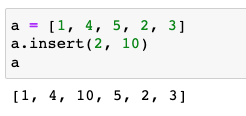 a = [1, 4, 5, 2, 3]
a.insert(2, 10)
a
[1, 4, 10, 5, 2, 3]